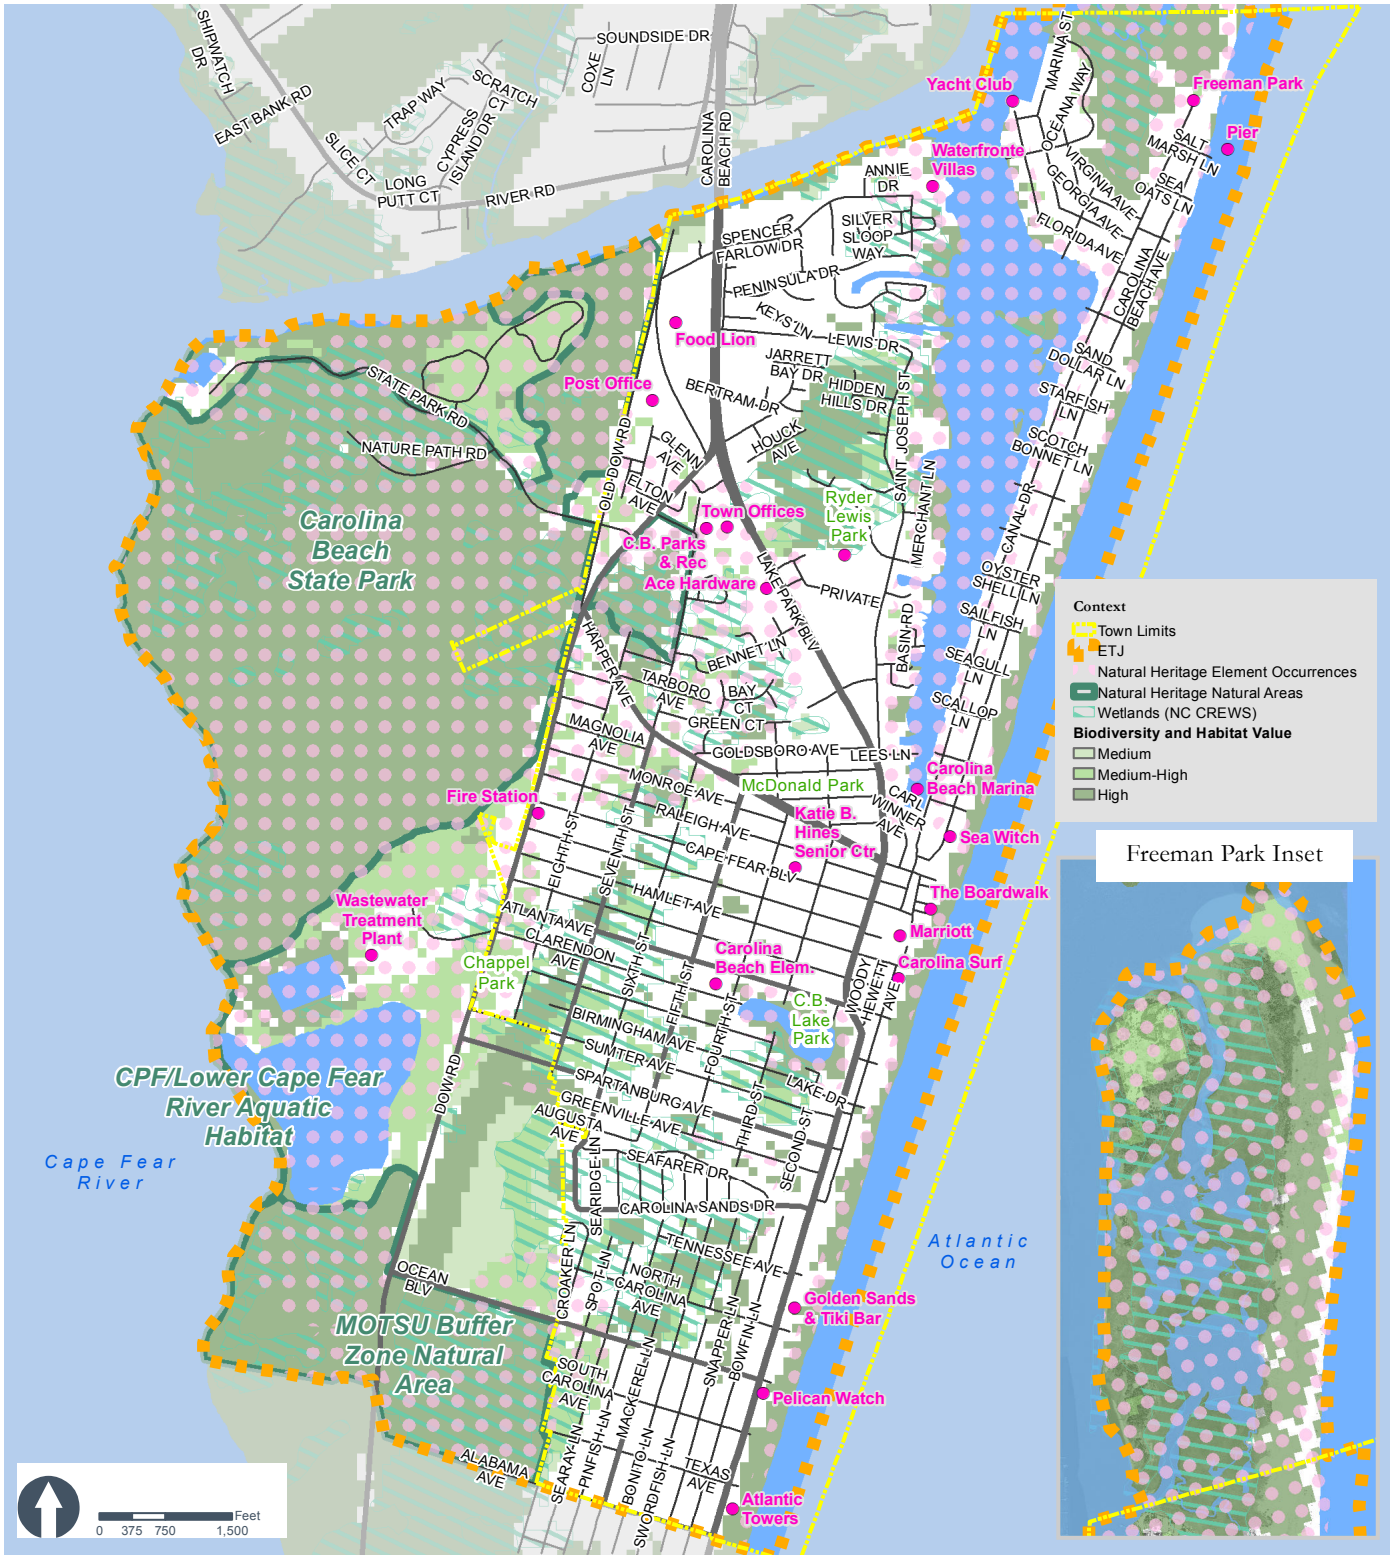 SHIPWATCH
DR
EAST BANK RD
SLICE CT
TRAP WAY
SCRATCH
CT
CYPRESS
ISLAND DR
LONG
PUTT CT
RIVER RD
SOUNDSIDE DR
COXE
LN
CAROLINA
BEACH RD
Yacht Club
MARINA ST
OCEANA WAY
Freeman Park
Pier
SALT
MARSH LN
SEA
OATS LN
VIRGINIA AVE
GEORGIA AVE
FLORIDA AVE
CAROLINA
BEACH AVE
Waterfronte
Villas
ANNIE
DR
SILVER
SLOOP
WAY
SPENCER
FARLOW DR
PENINSULA DR
KEYS LN
LEWIS DR
Food Lion
JARRETT
BAY DR
HIDDEN
HILLS DR
Post Office
BERTRAM DR
HOUCK
AVE
GLENN
AVE
ELTON
AVE
OLD DOW RD
SAINT JOSEPH ST
MERCHANT LN
SAND
DOLLAR LN
STARFISH
LN
SCOTCH
BONNET LN
CANAL DR
OYSTER
SHELL LN
SAILFISH
LN
SEAGULL
LN
SCALLOP
LN
STATE PARK RD
NATURE PATH RD
Carolina
Beach
State Park
Town Offices
C.B. Parks
& Rec
Ace Hardware
Ryder
Lewis
Park
LAKE PARK BLV
PRIVATE
BASIN RD
HARPER AVE
BENNET LN
TARBORO
AVE
BAY
CT
GREEN CT
MAGNOLIA
AVE
GOLDSBORO AVE
LEES LN
McDonald Park
MONROE AVE
RALEIGH AVE
CAPE FEAR BLV
Katie B.
Hines
Senior Ctr
CARL
WINNER
AVE
Carolina
Beach Marina
Sea Witch
The Boardwalk
Marriott
Carolina Surf
Fire Station
EIGHTH ST
SEVENTH ST
HAMLET AVE
ATLANTA AVE
CLARENDON
AVE
SIXTH ST
FIFTH ST
FOURTH ST
Wastewater
Treatment
Plant
Chappel
Park
Carolina
Beach Elem.
C.B.
Lake
Park
WOODY
HEWETT
AVE
BIRMINGHAM AVE
SUMTER AVE
SPARTANBURG AVE
GREENVILLE AVE
AUGUSTA
AVE
THIRD ST
SECOND ST
LAKE DR
DOW RD
SEAFARER DR
SEARIDGE LN
CAROLINA SANDS DR
TENNESSEE AVE
NORTH
CAROLINA
AVE
CROAKER LN
SPOT LN
OCEAN
BLV
SNAPPER LN
BOWFIN LN
MACKEREL LN
SOUTH
CAROLINA
AVE
SEARAY LN
PINFISH LN
BONITO LN
SWORDFISH LN
TEXAS
AVE
ALABAMA
AVE
Golden Sands
& Tiki Bar
Pelican Watch
Atlantic
Towers
CPF/Lower Cape Fear
River Aquatic
Habitat
Cape Fear
River
MOTSU Buffer
Zone Natural
Area
Atlantic
Ocean
Context
Town Limits
ETJ
Natural Heritage Element Occurrences
Natural Heritage Natural Areas
Wetlands (NC CREWS)
Biodiversity and Habitat Value
Medium
Medium-High
High
Freeman Park Inset
Feet
0 375 750 1,500